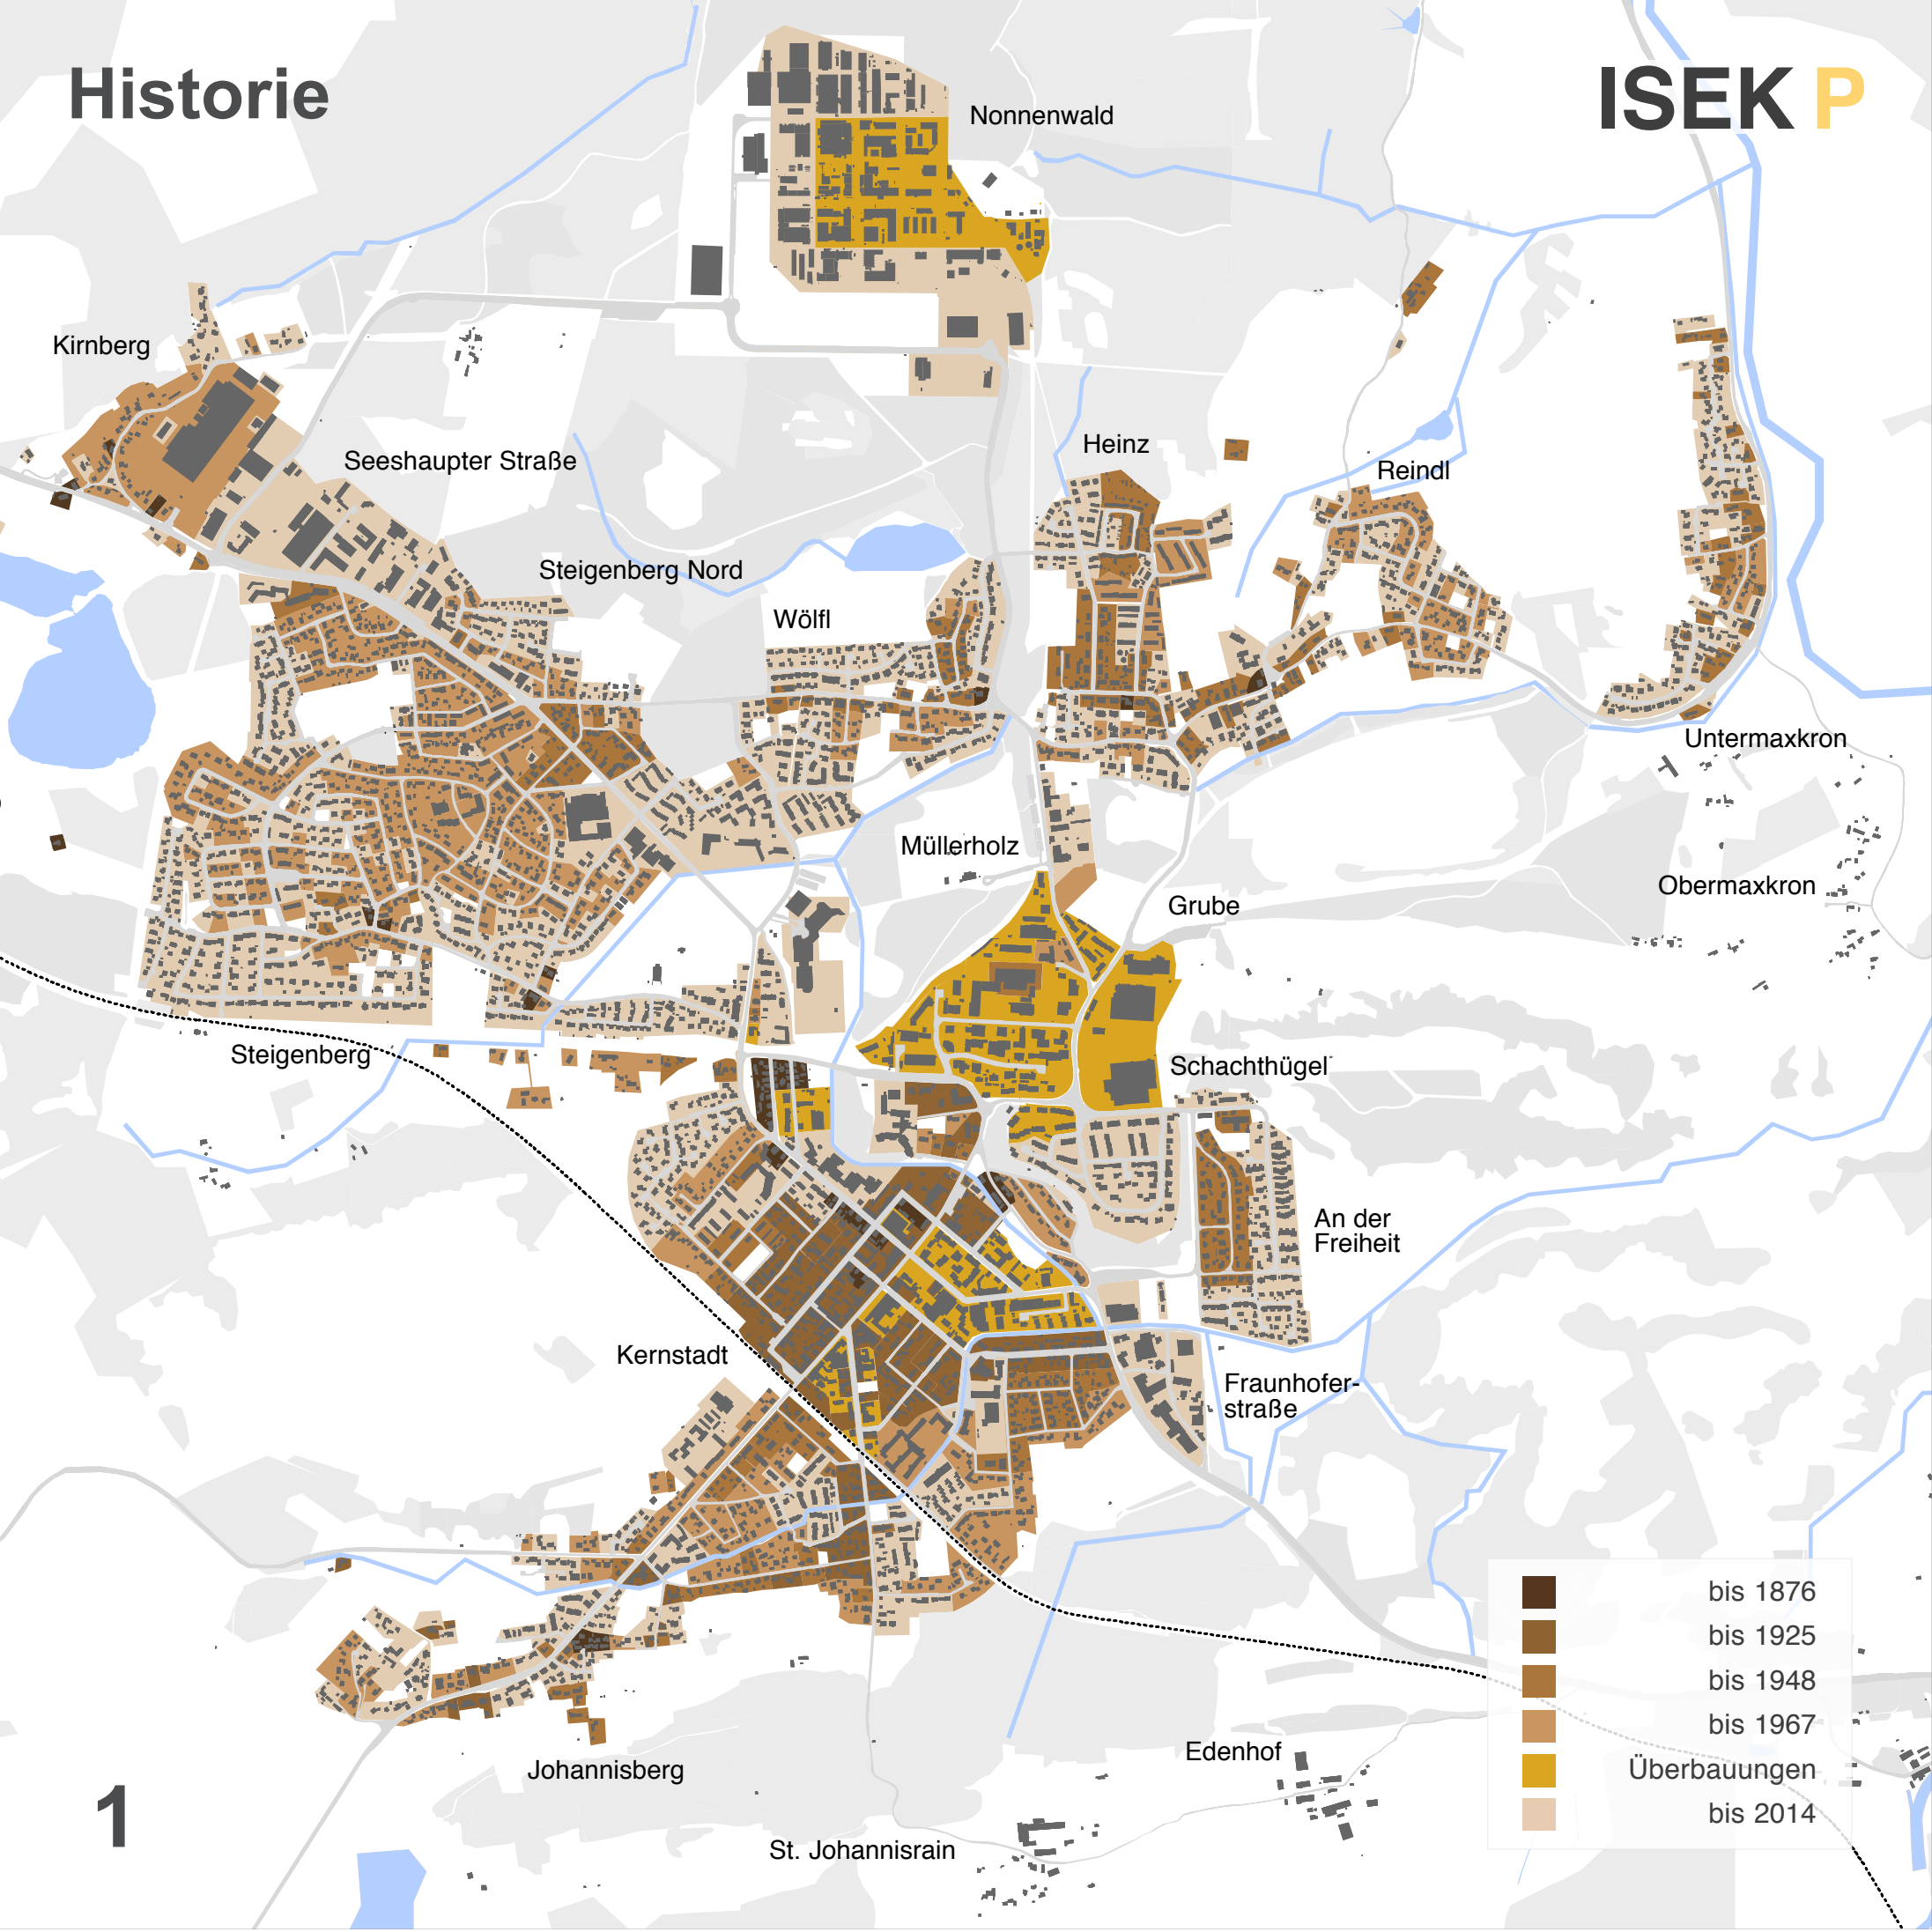 Historie
ISEK P
Nonnenwald
Kirnberg
Seeshaupter Straße
Heinz
Reindl
Steigenberg Nord
Wölfl
Untermaxkron
Müllerholz
Obermaxkron
Grube
Steigenberg
Schachthügel
An der
Freiheit
Kernstadt
Fraunhofer-
straße
bis 1876
bis 1925
bis 1948
bis 1967
Überbauungen
bis 2014
Johannisberg
Edenhof
St. Johannisrain
1